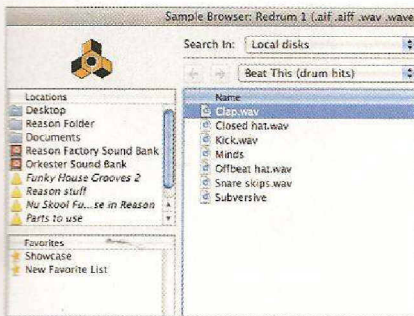 Sample Browser: Redrum 1 (.aif .aiff .wav .wave
Search In: Local disks
Beat This (drum hits)
Locations
Desktop
Reason Folder
Documents
Reason Factory Sound Bank
Orkester Sound Bank
Funky House Grooves 2
Reason stuff
Nu Skool Fu...se in Reason
Parts to use
Favorites
Showcase
New Favorite List
Name
Clap.wav
Closed hat.wav
Kick.wav
Minds
Offbeat hat.wav
Snare skips.wav
Subversive